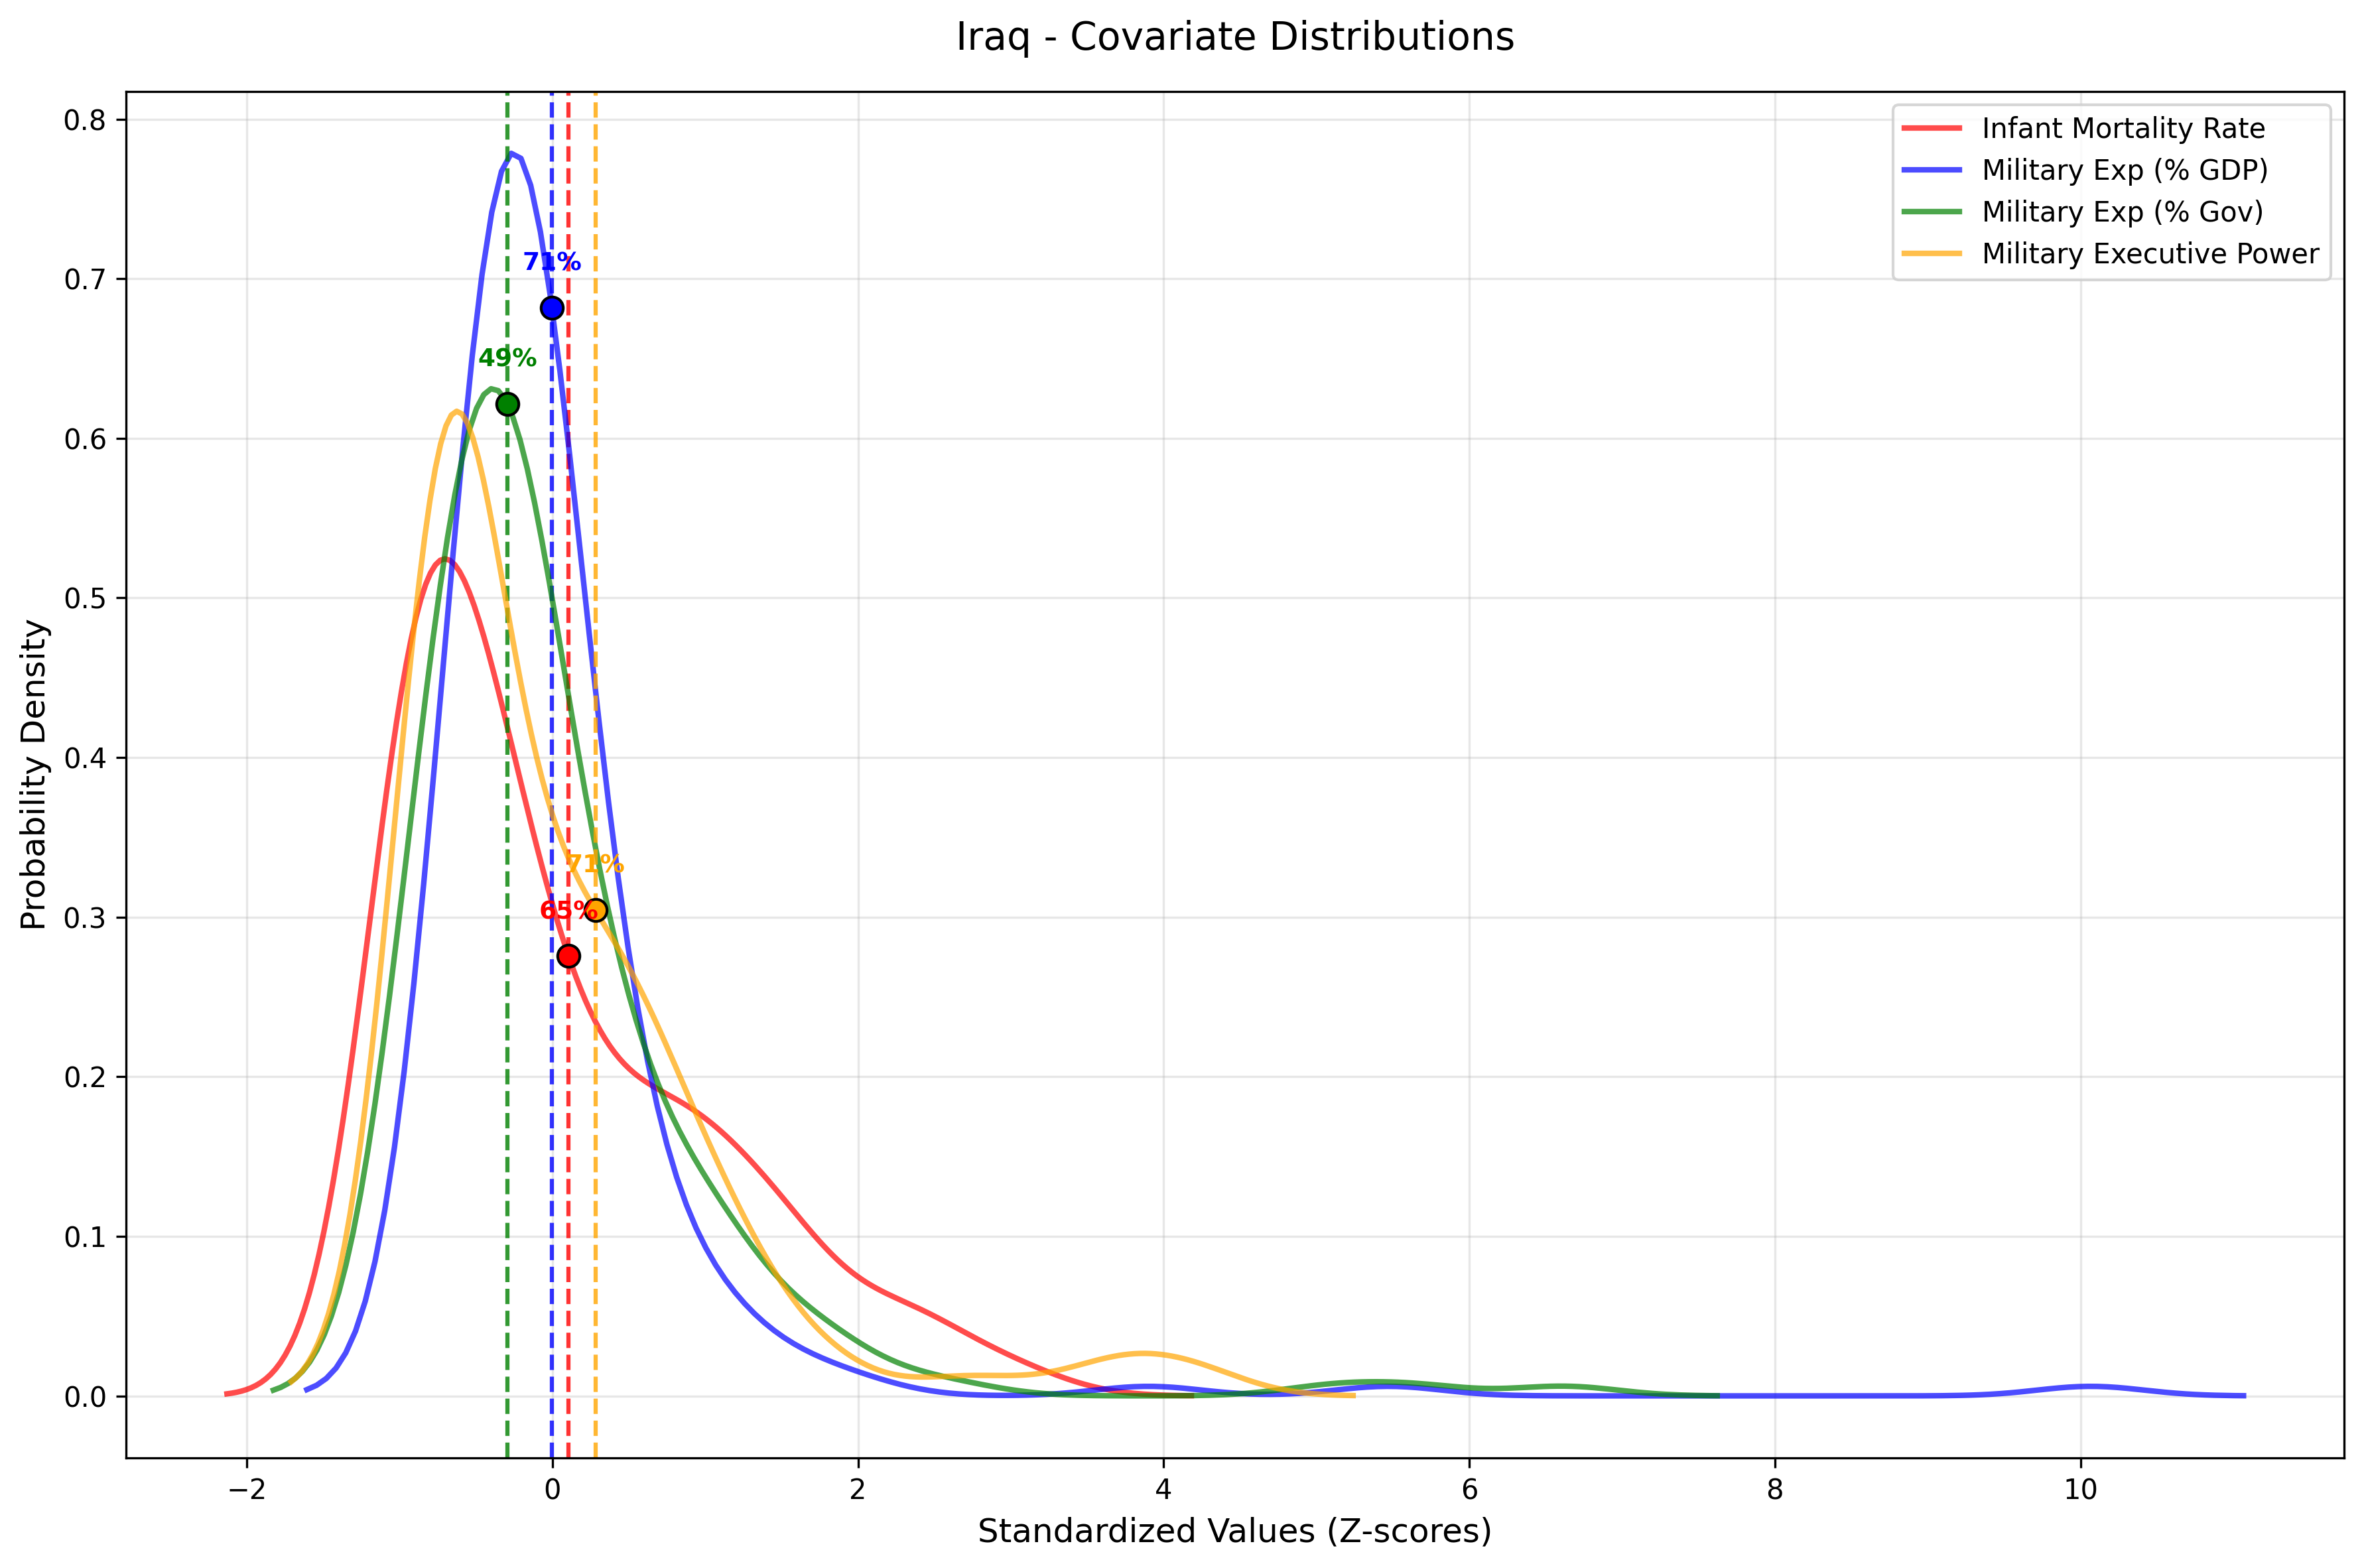 Iraq - Covariate Distributions
Infant Mortality Rate
Military Exp (% GDP)
Military Exp (% Gov)
Military Executive Power
Probability Density
0.8
0.7
0.6
0.5
0.4
0.3
0.2
0.1
0.0
71%
49%
71%
65%
−2
0
2
4
6
8
10
Standardized Values (Z-scores)